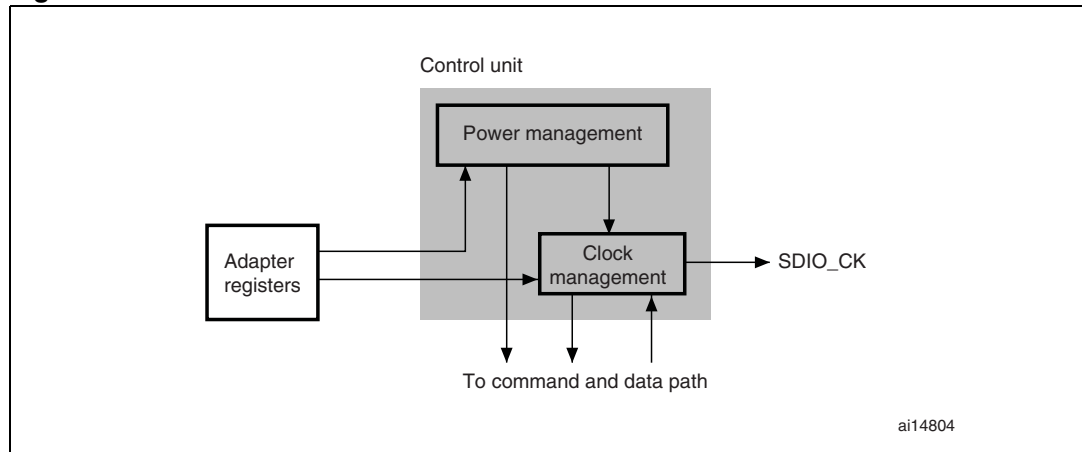 Control unit
Power management
Adapter
registers
Clock
management
SDIO_CK
To command and data path
ai14804